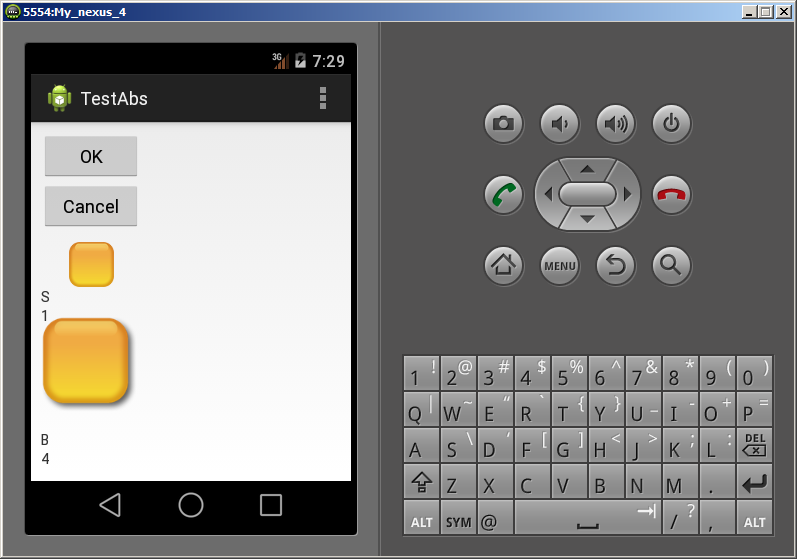 5554:My_nexus_4
3G 7:29
TestAbs
OK
Cancel
S
1
B
4
MENU
1 ! 2 @ 3 # 4 $ 5 % 6 ^ 7 & 8 * 9 ( 0 )
Q | W ~ E “ R ` T { Y } U _ I - O + P =
A S \ D ‘ F [ G ] H < J > K ; L : DEL
Z X C V B N M .
ALT SYM @ / ? , ALT